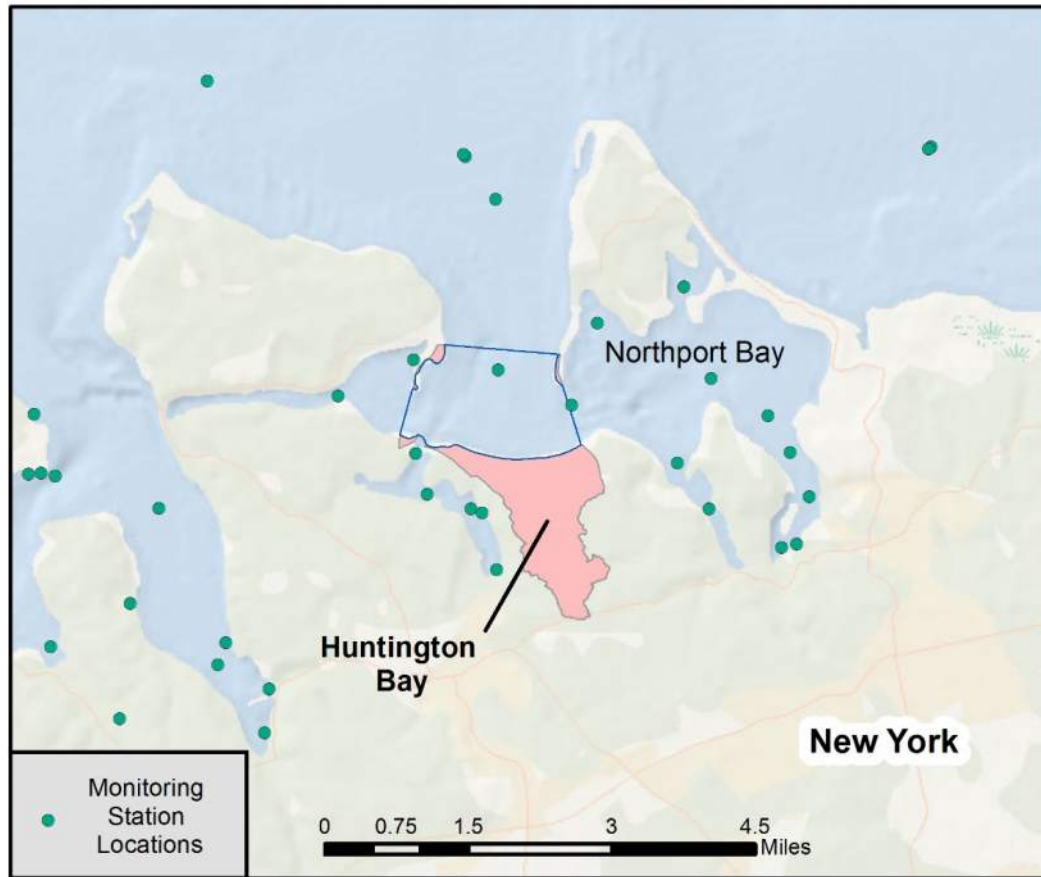 Northport Bay
Huntington
Bay
New York
Monitoring
Station
Locations
0 0.75 1.5 3 4.5
Miles